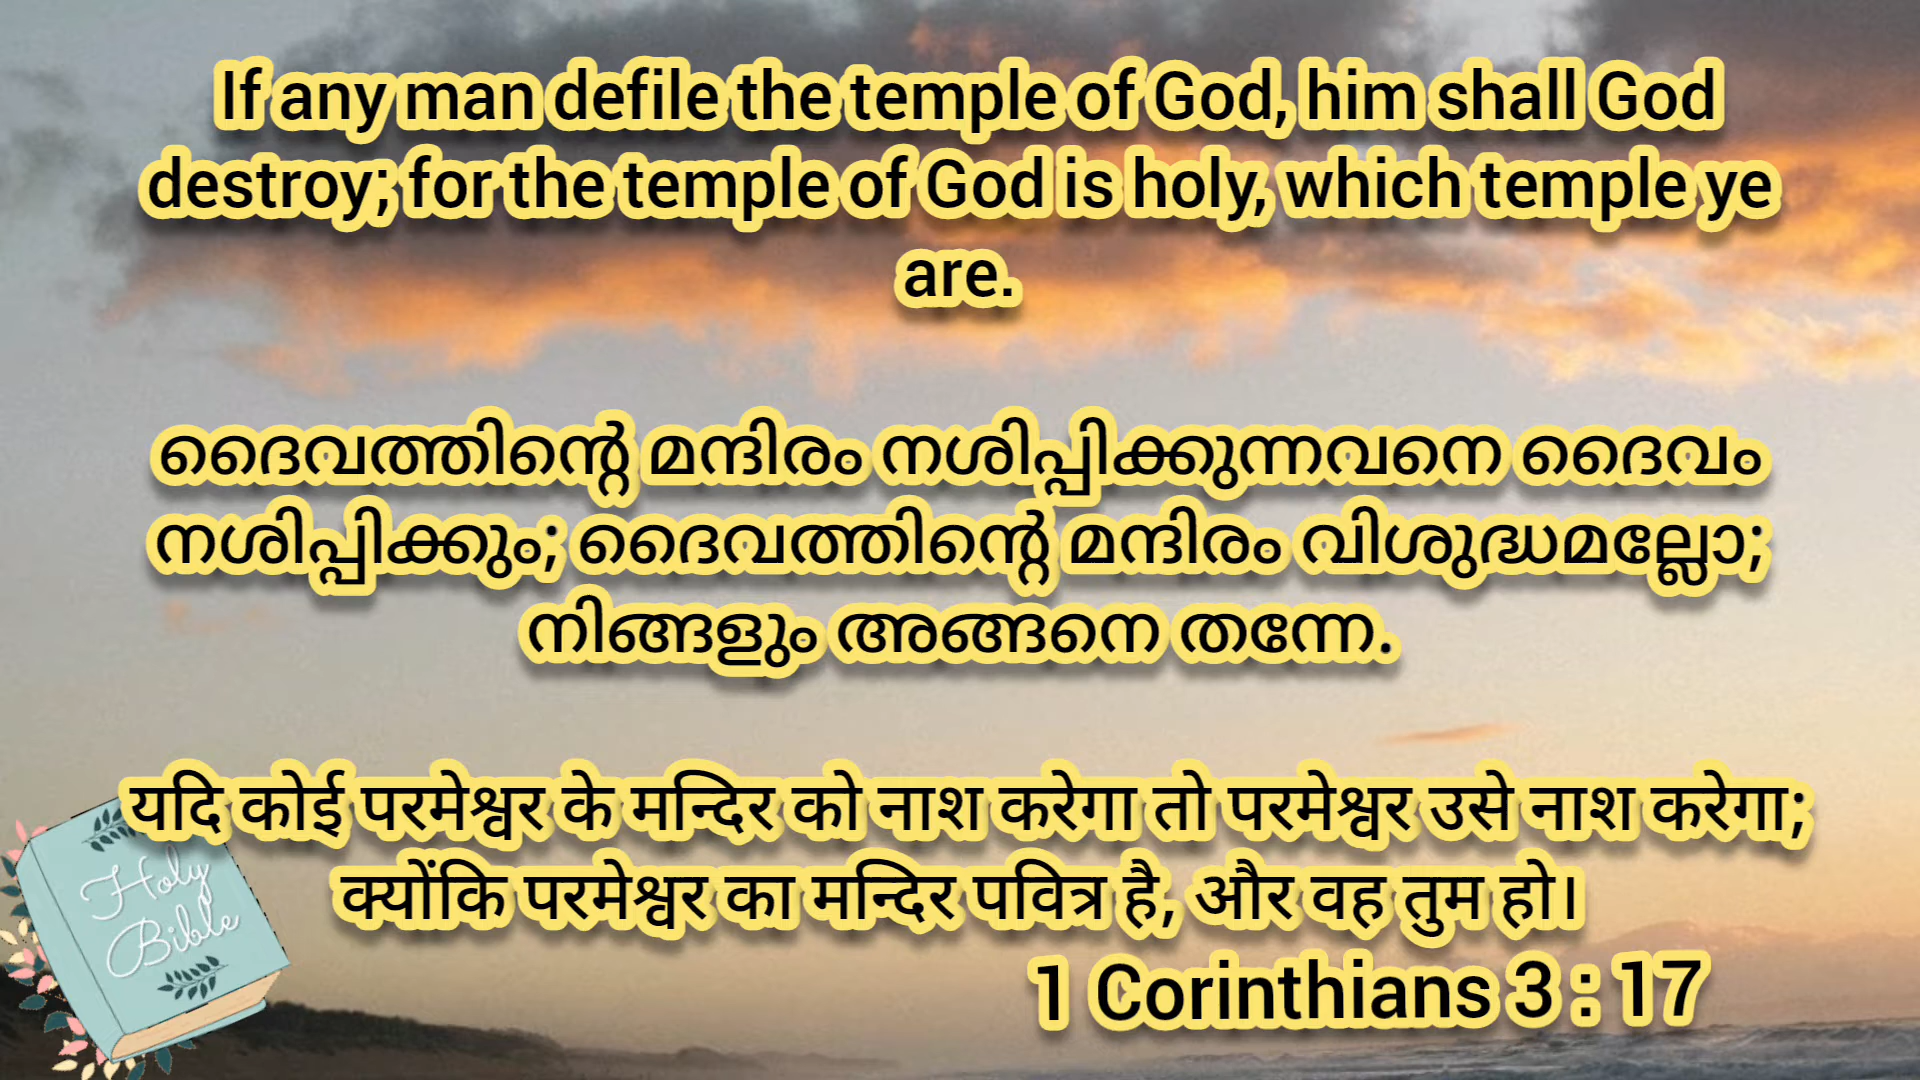 If any man defile the temple of God, him shall God
destroy; for the temple of God is holy, which temple ye
are.
ദൈവത്തിന്റെ മന്ദിരം നശിപ്പിക്കുന്നവനെ ദൈവം
നശിപ്പിക്കും; ദൈവത്തിന്റെ മന്ദിരം വിശുദ്ധമല്ലോ;
നിങ്ങളും അങ്ങനെ തന്നേ.
यदि कोई परमेश्वर के मन्दिर को नाश करेगा तो परमेश्वर उसे नाश करेगा;
क्योंकि परमेश्वर का मन्दिर पवित्र है, और वह तुम हो।
1 Corinthians 3 : 17
Holy
Bible